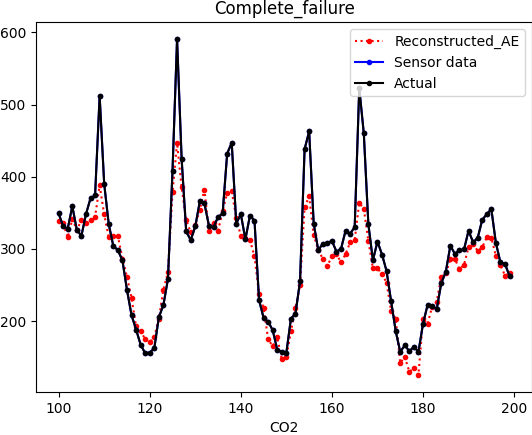 Complete_failure
Reconstructed_AE
Sensor data
Actual
600
500
400
300
200
100 120 140 160 180 200
CO2